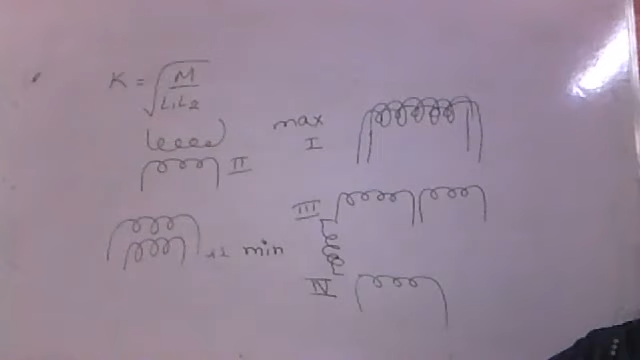 K = √M/L1L2
max
I
II
III
min
IV